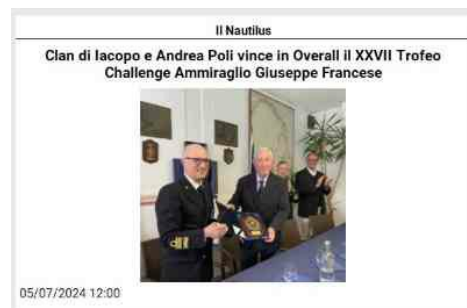 Il Nautilus
Clan di Iacopo e Andrea Poli vince in Overall il XXVII Trofeo
Challenge Ammiraglio Giuseppe Francese
05/07/2024 12:00